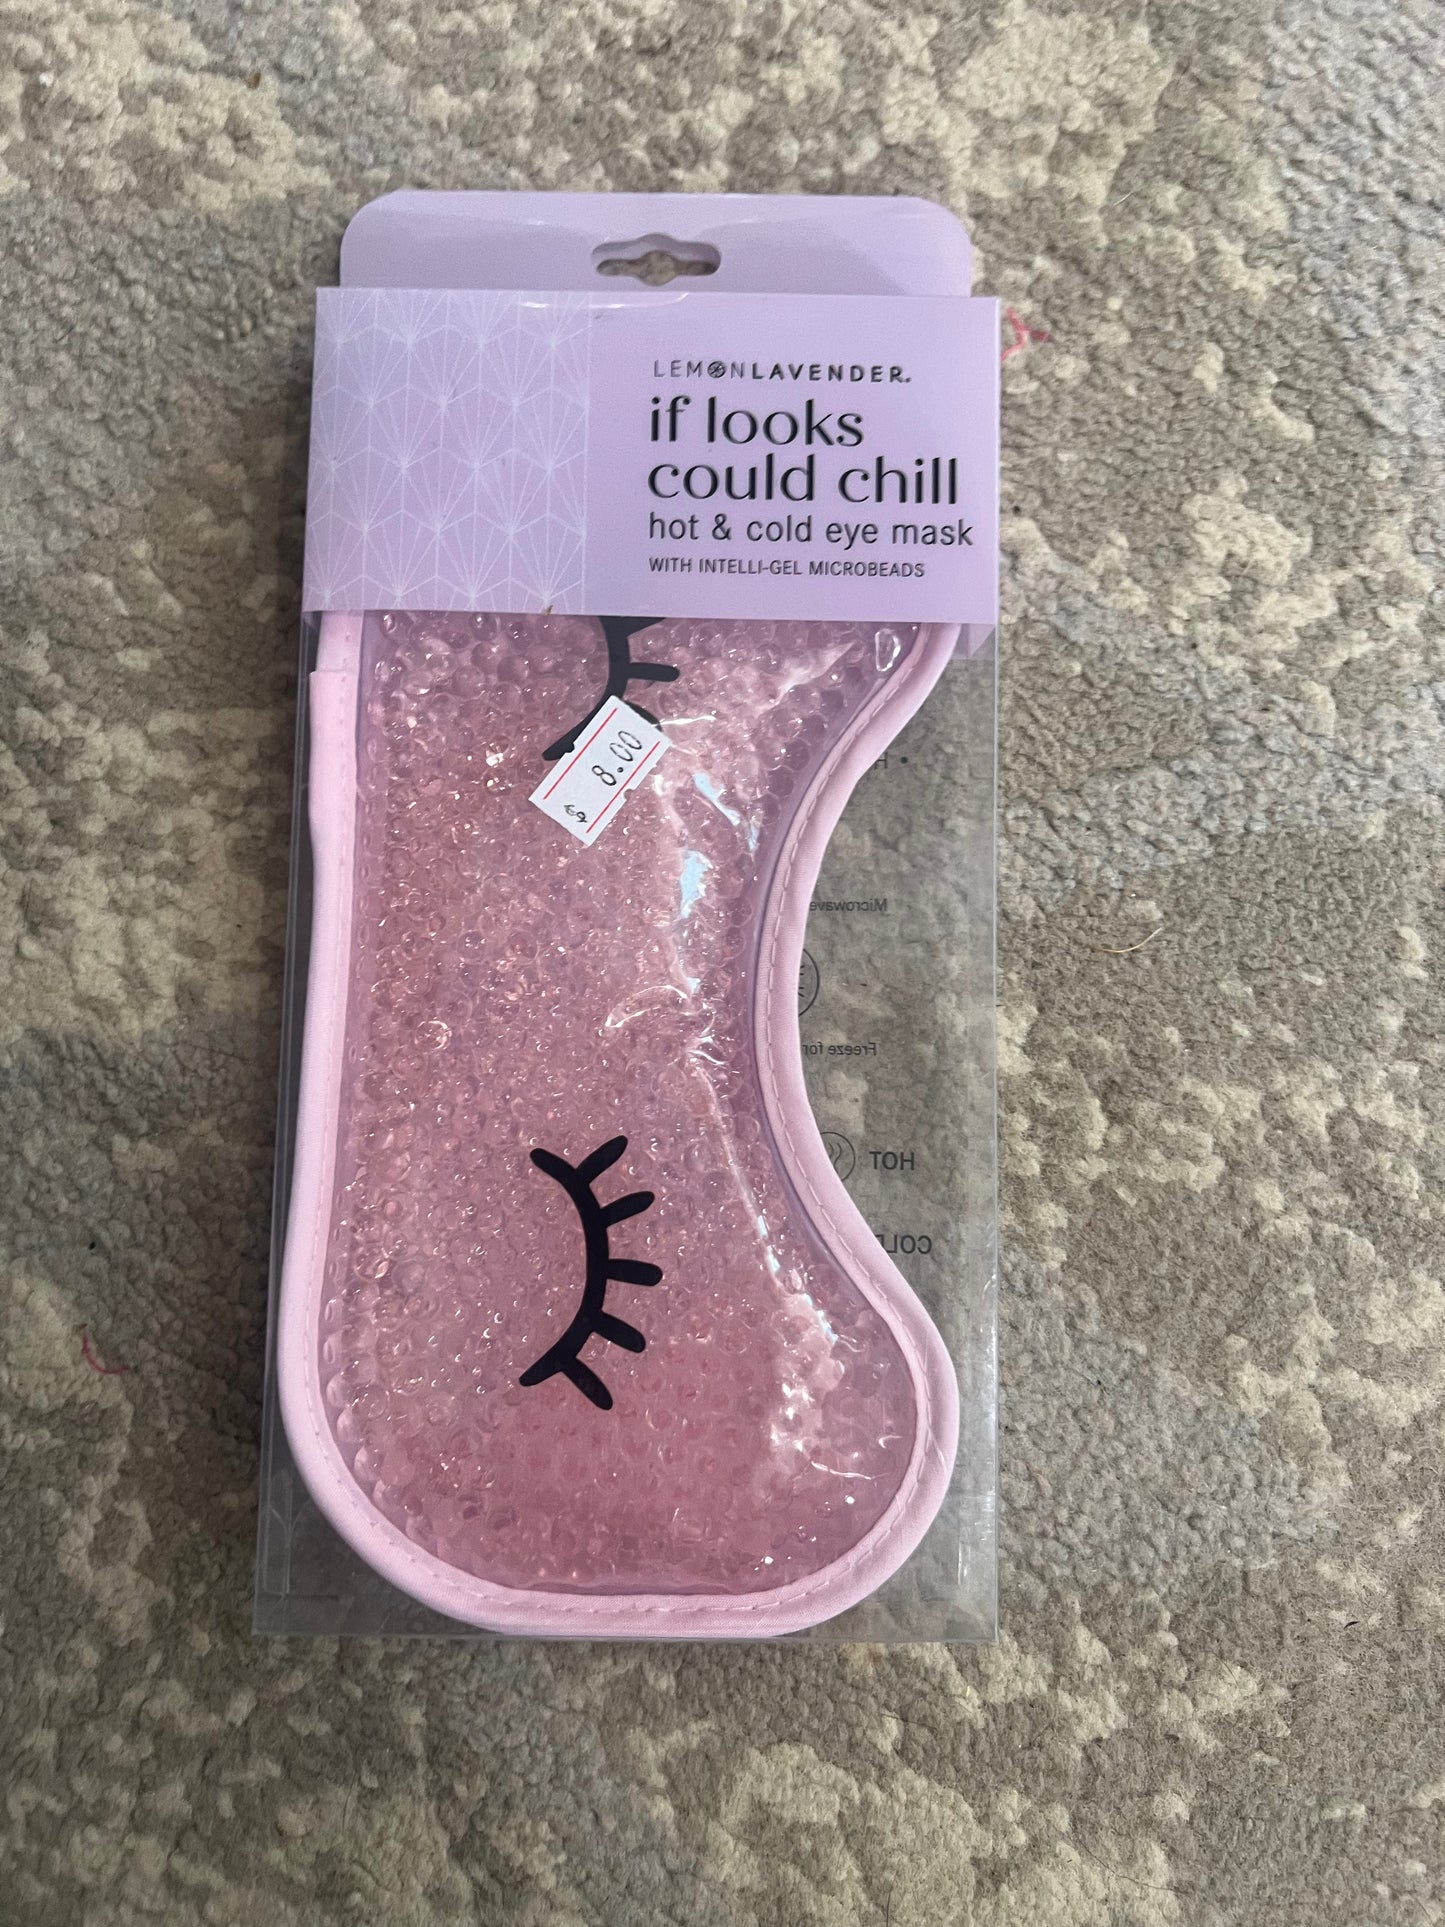 LEMONLAVENDER.
if looks
could chill
hot & cold eye mask
WITH INTELLI-GEL MICROBEADS
8.00
Microwave
Freeze for
HOT